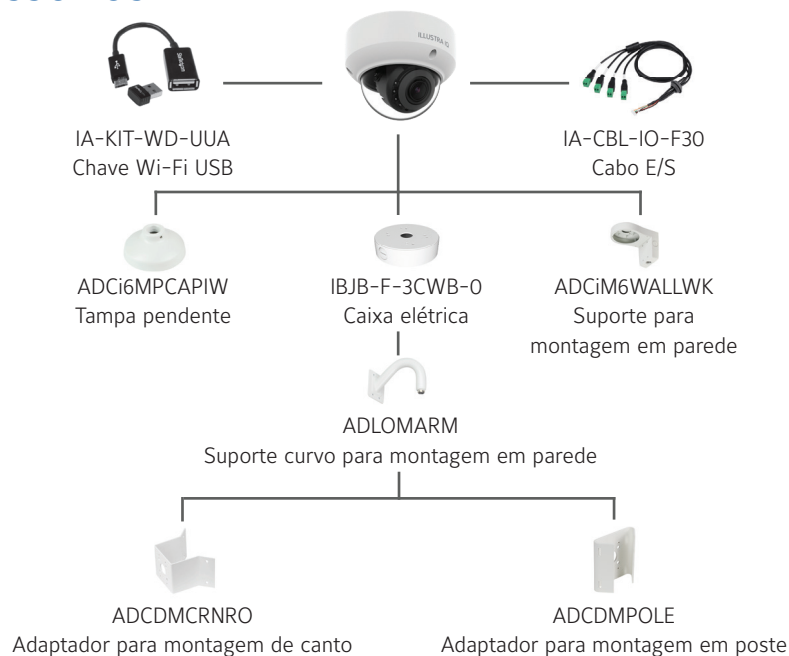 ILLUSTRA·IQ
IA-KIT-WD-UUA
Chave Wi-Fi USB
IA-CBL-IO-F30
Cabo E/S
ADCi6MPCAPIW
Tampa pendente
IBJB-F-3CWB-0
Caixa elétrica
ADCiM6WALLWK
Suporte para
montagem em parede
ADLOMARM
Suporte curvo para montagem em parede
ADCDMCRNRO
Adaptador para montagem de canto
ADCDMPOLE
Adaptador para montagem em poste